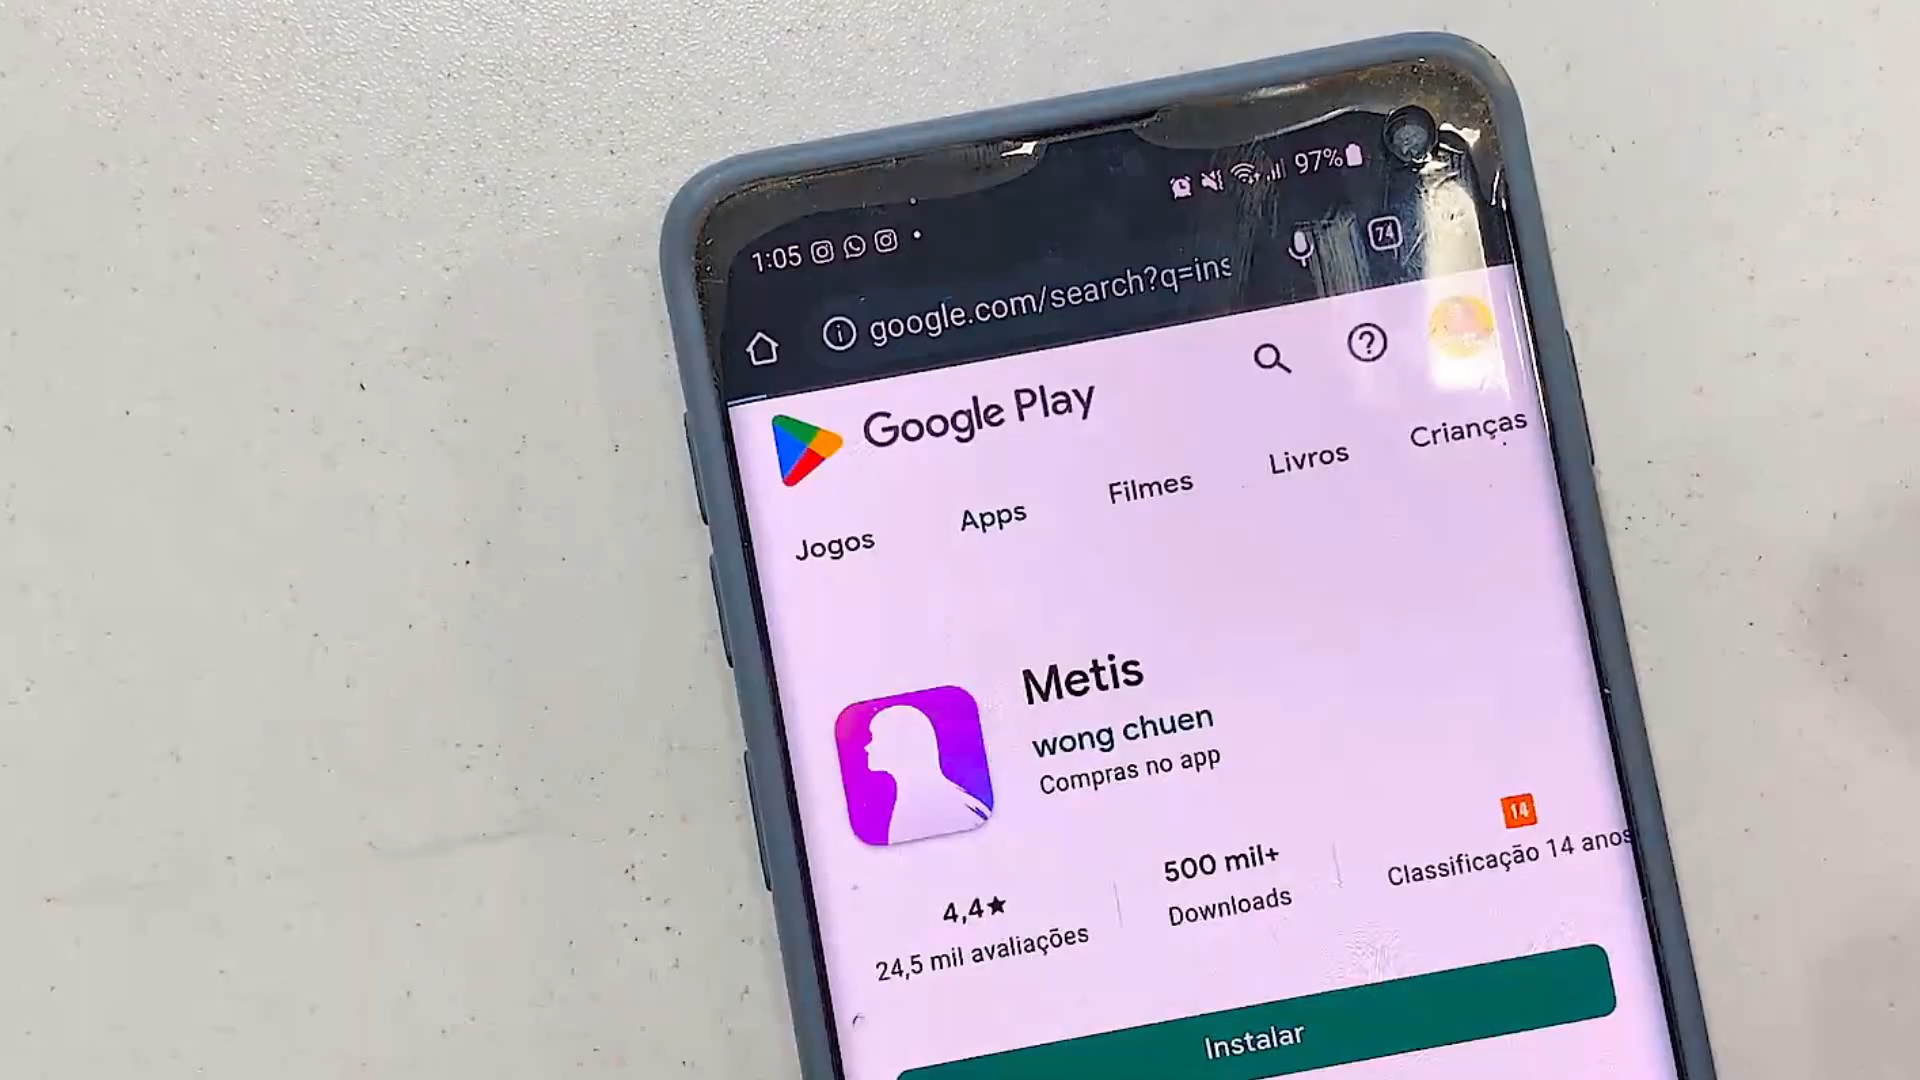 1:05
97%
74
google.com/search?q=ins
Google Play
Jogos Apps Filmes Livros Crianças
Metis
wong chuen
Compras no app
4,4★
24,5 mil avaliações
500 mil+
Downloads
14
Classificação 14 anos
Instalar